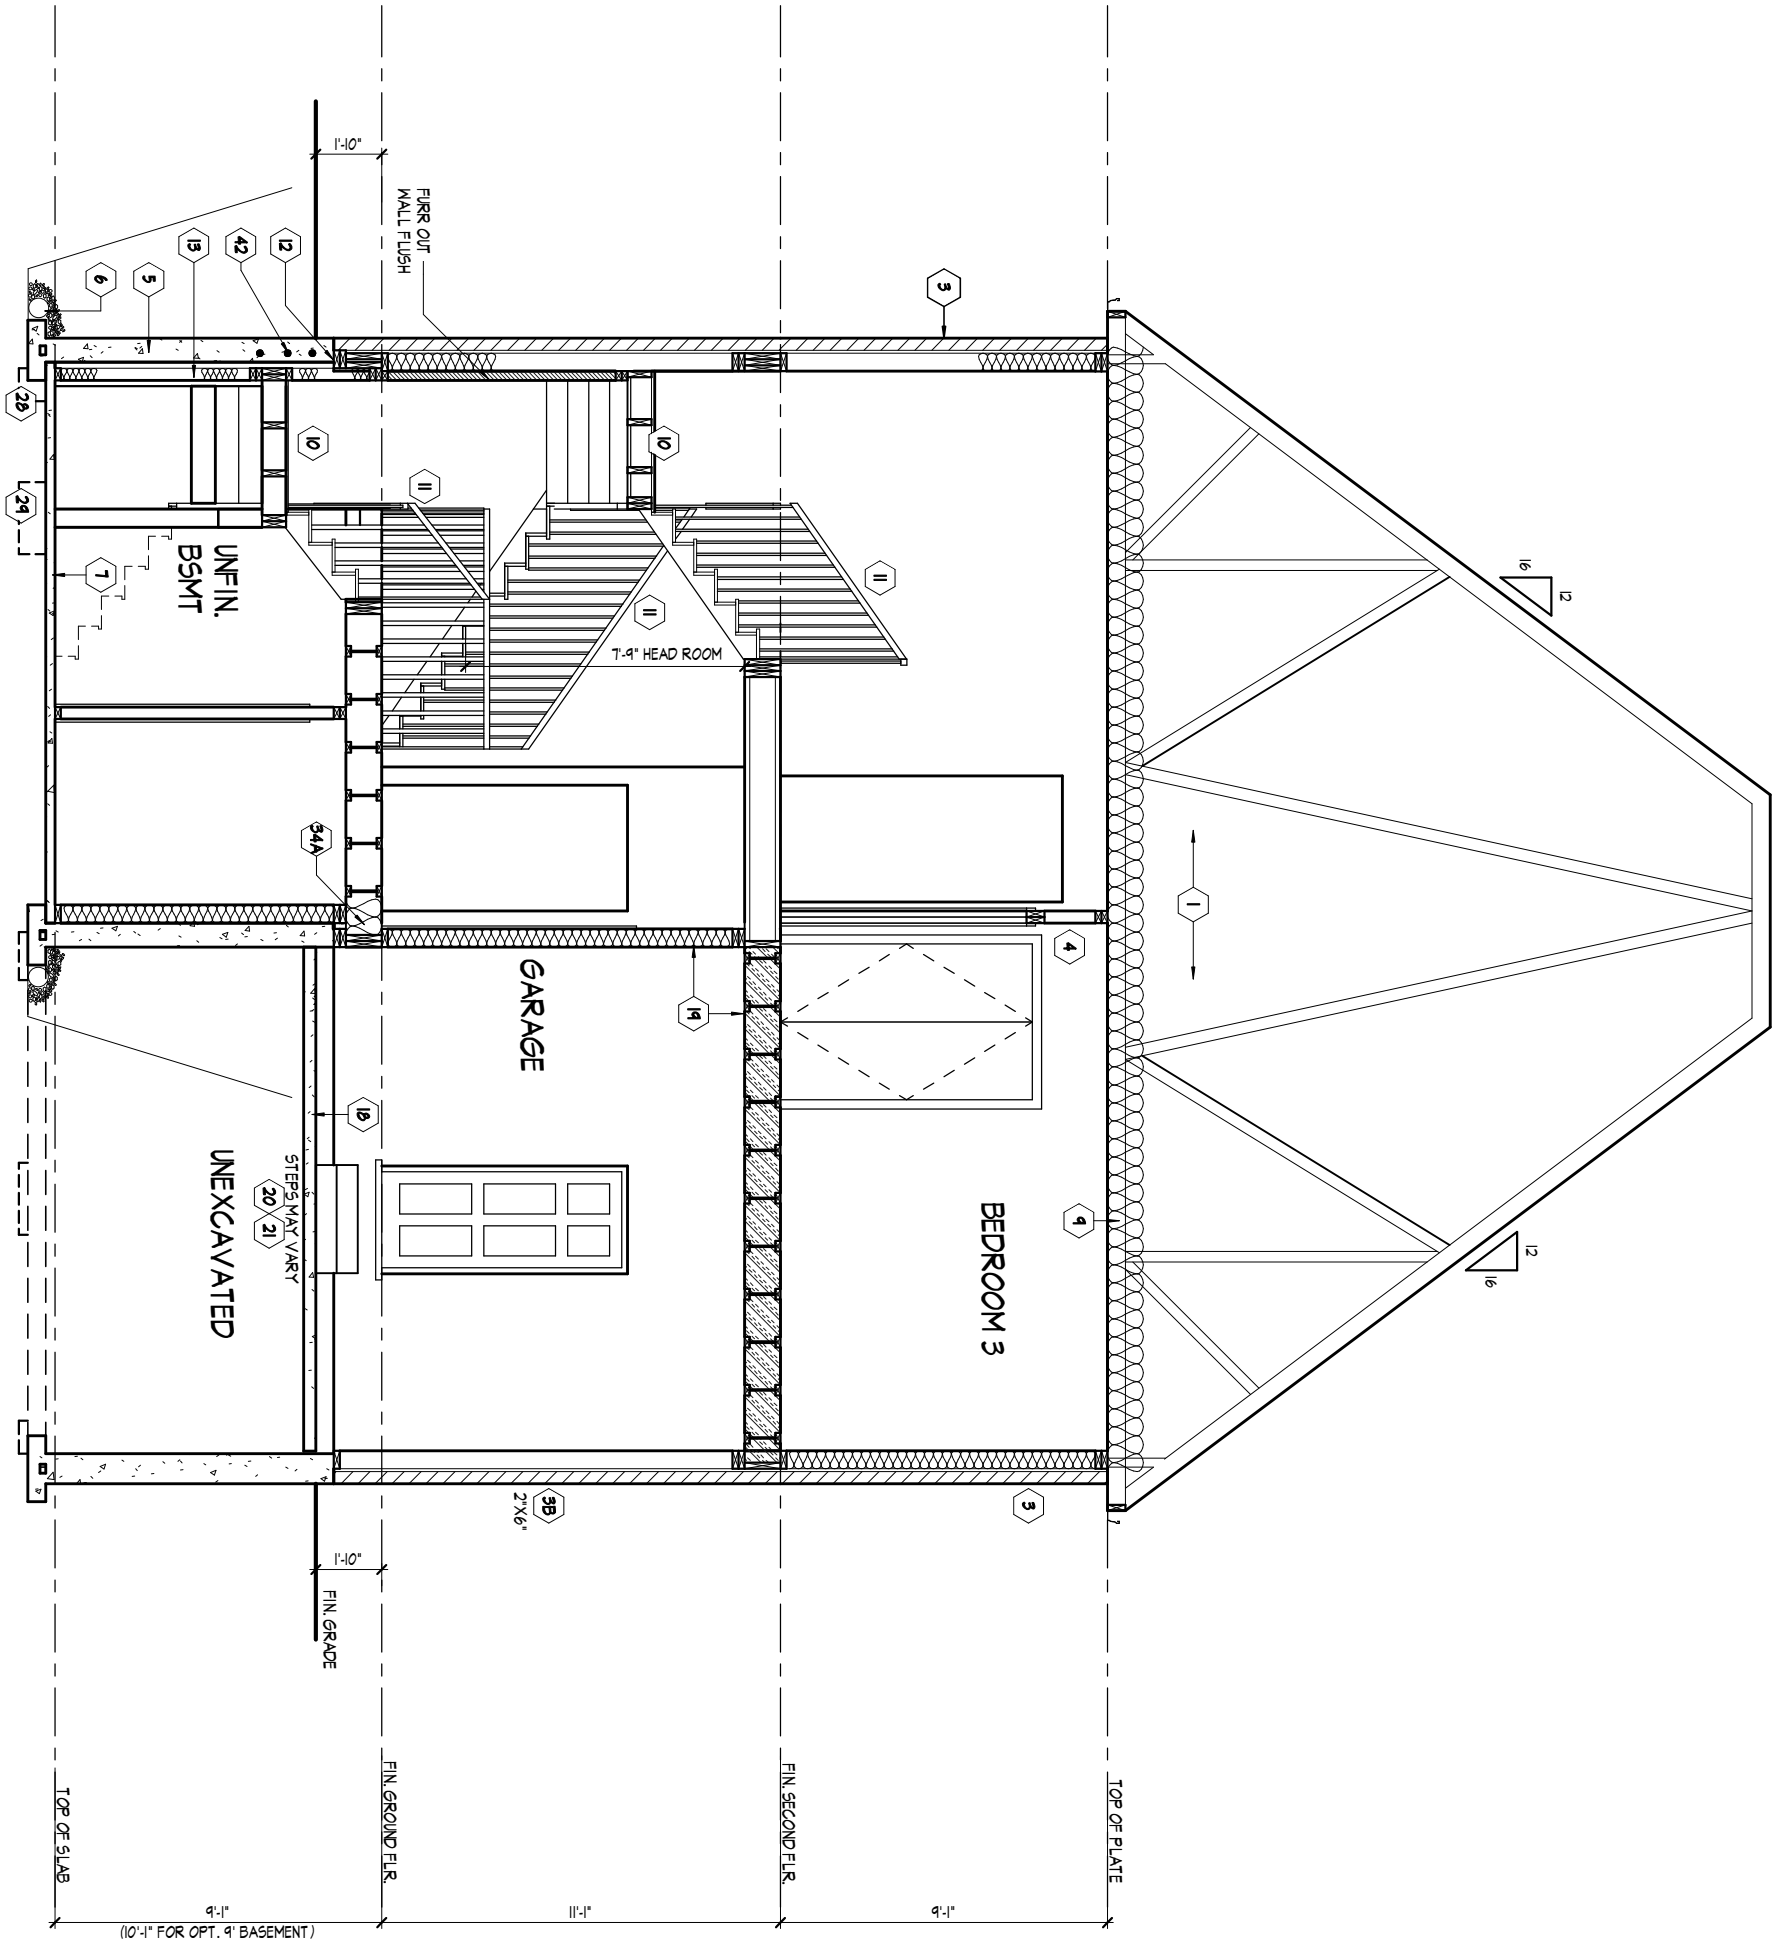 16
12
12
16
1
9
TOP OF PLATE
3
4
3
BEDROOM 3
9'-1"
11
FIN. SECOND FLR.
10
11
7'-9" HEAD ROOM
19
3B
2"X6"
GARAGE
11'-1"
FURR OUT
WALL FLUSH
11
FIN. GROUND FLR.
1'-10"
1'-10"
18
FIN. GRADE
10
34A
STEPS MAY VARY
20
21
12
42
13
5
6
UNFIN.
BSMT
UNEXCAVATED
7
9'-1"
(10'-1" FOR OPT. 9' BASEMENT)
TOP OF SLAB
28
29